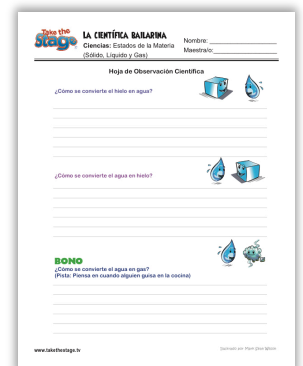 Take the Stage
LA CIENTÍFICA BAILARINA
Ciencias: Estados de la Materia
(Sólido, Líquido y Gas)
Nombre:
Maestra/o:
Hoja de Observación Científica
¿Cómo se convierte el hielo en agua?
¿Cómo se convierte el agua en hielo?
BONO
¿Cómo se convierte el agua en gas?
(Pista: Piensa en cuando alguien guisa en la cocina)
www.takethestage.tv